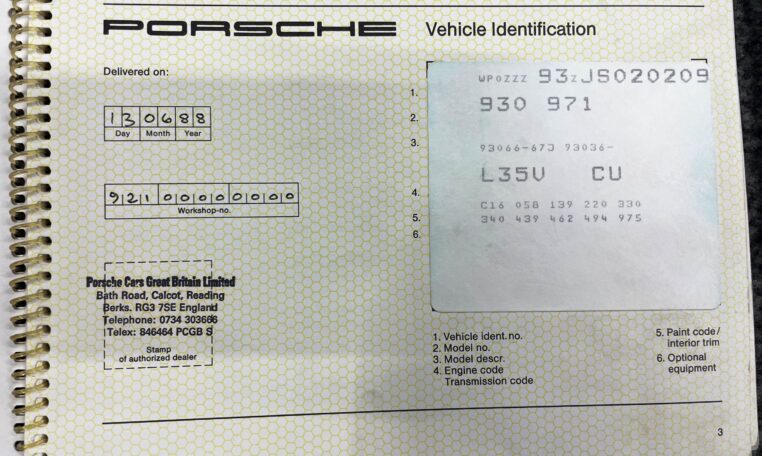 PORSCHE Vehicle Identification
Delivered on:
130688
Day Month Year
92100000000
Workshop-no.
Porsche Cars Great Britain Limited
Bath Road, Calcot, Reading
Berks. RG3 7SE England
Telephone: 0734 303666
Telex: 846464 PCGB S
Stamp
of authorized dealer
1.
2.
3.
4.
5.
6.
WP0ZZZ 93ZJS020209
930 971
93066-67J 93036-
L35V CU
C16 058 139 220 330
340 439 462 494 975
1. Vehicle ident. no.
2. Model no.
3. Model descr.
4. Engine code
Transmission code
5. Paint code/
interior trim
6. Optional
equipment
3